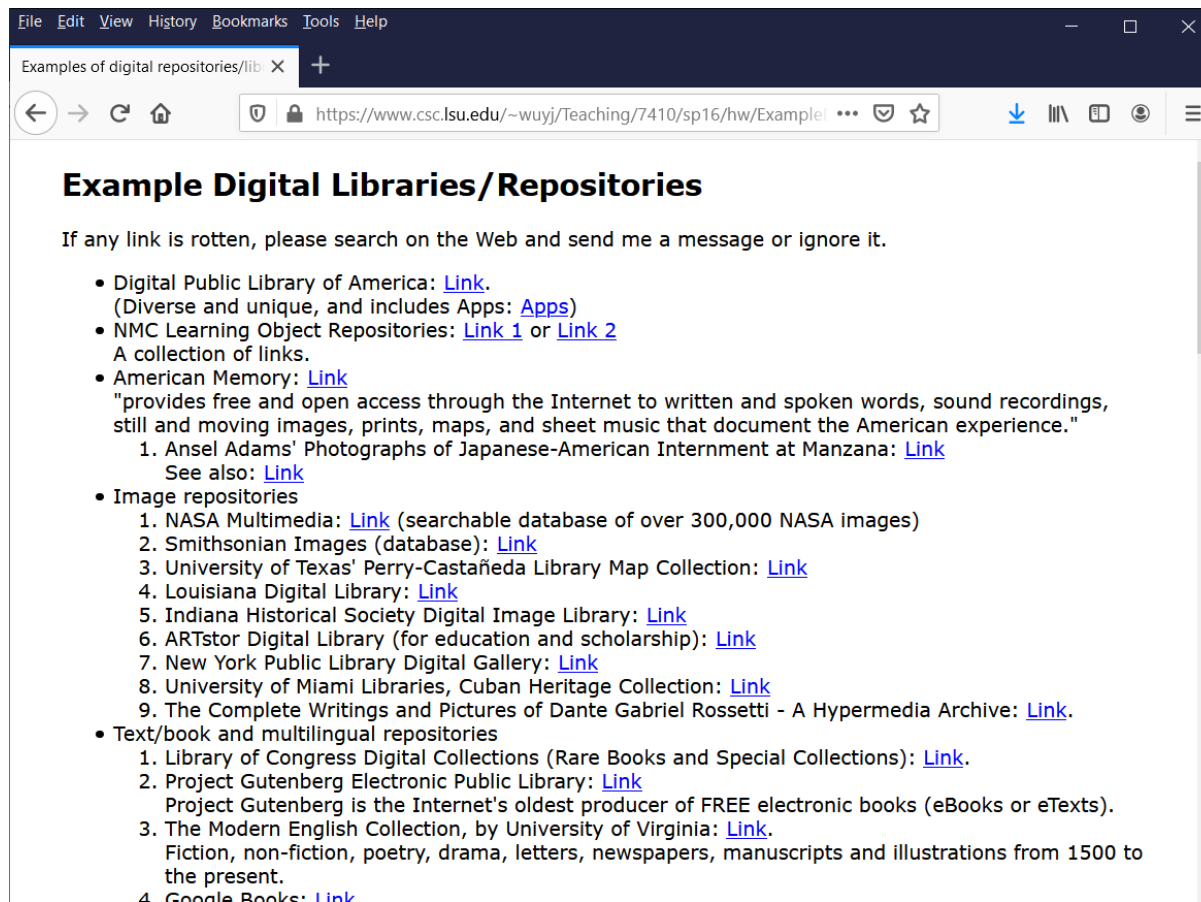 File Edit View History Bookmarks Tools Help
Examples of digital repositories/lib
https://www.csc.lsu.edu/~wuyj/Teaching/7410/sp16/hw/Example
Example Digital Libraries/Repositories
If any link is rotten, please search on the Web and send me a message or ignore it.
• Digital Public Library of America: Link.
(Diverse and unique, and includes Apps: Apps)
• NMC Learning Object Repositories: Link 1 or Link 2
A collection of links.
• American Memory: Link
"provides free and open access through the Internet to written and spoken words, sound recordings,
still and moving images, prints, maps, and sheet music that document the American experience."
1. Ansel Adams' Photographs of Japanese-American Internment at Manzana: Link
See also: Link
• Image repositories
1. NASA Multimedia: Link (searchable database of over 300,000 NASA images)
2. Smithsonian Images (database): Link
3. University of Texas' Perry-Castañeda Library Map Collection: Link
4. Louisiana Digital Library: Link
5. Indiana Historical Society Digital Image Library: Link
6. ARTstor Digital Library (for education and scholarship): Link
7. New York Public Library Digital Gallery: Link
8. University of Miami Libraries, Cuban Heritage Collection: Link
9. The Complete Writings and Pictures of Dante Gabriel Rossetti - A Hypermedia Archive: Link.
• Text/book and multilingual repositories
1. Library of Congress Digital Collections (Rare Books and Special Collections): Link.
2. Project Gutenberg Electronic Public Library: Link
Project Gutenberg is the Internet's oldest producer of FREE electronic books (eBooks or eTexts).
3. The Modern English Collection, by University of Virginia: Link.
Fiction, non-fiction, poetry, drama, letters, newspapers, manuscripts and illustrations from 1500 to
the present.
4. Google Books: Link